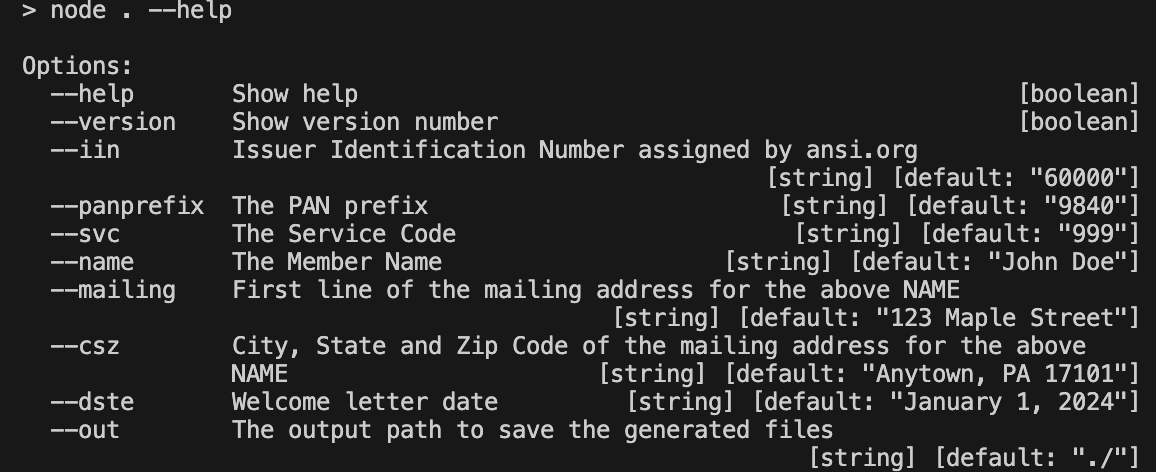 > node . --help
Options:
--help Show help [boolean]
--version Show version number [boolean]
--iin Issuer Identification Number assigned by ansi.org
[string] [default: "60000"]
--panprefix The PAN prefix [string] [default: "9840"]
--svc The Service Code [string] [default: "999"]
--name The Member Name [string] [default: "John Doe"]
--mailing First line of the mailing address for the above NAME
[string] [default: "123 Maple Street"]
--csz City, State and Zip Code of the mailing address for the above
NAME [string] [default: "Anytown, PA 17101"]
--dste Welcome letter date [string] [default: "January 1, 2024"]
--out The output path to save the generated files
[string] [default: "./"]